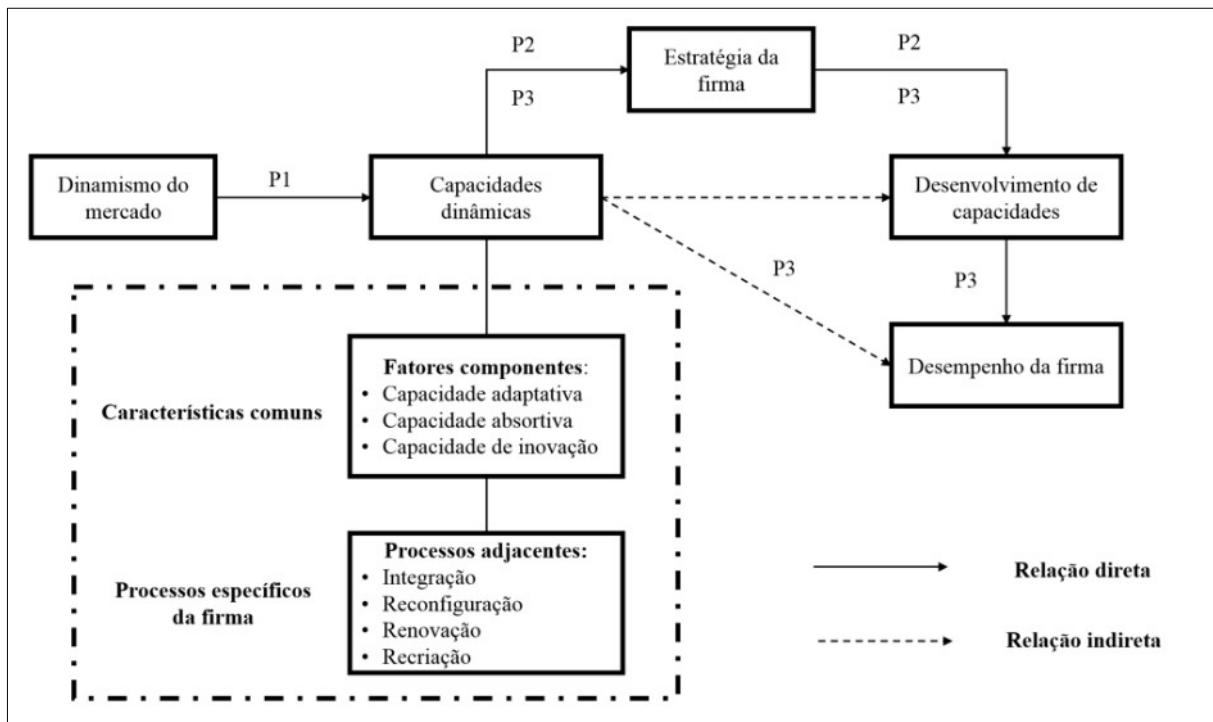 P2
P3
Estratégia da
firma
P2
P3
Dinamismo do
mercado
P1
Capacidades
dinâmicas
Desenvolvimento de
capacidades
P3
P3
Desempenho da firma
Características comuns
Fatores componentes:
• Capacidade adaptativa
• Capacidade absortiva
• Capacidade de inovação
Processos específicos
da firma
Processos adjacentes:
• Integração
• Reconfiguração
• Renovação
• Recriação
Relação direta
Relação indireta